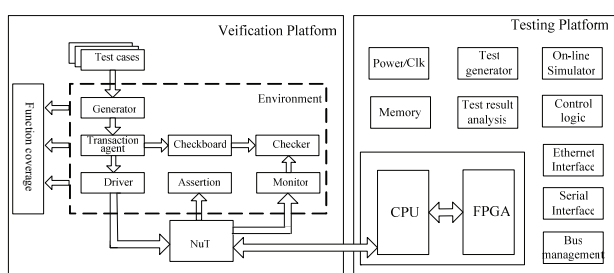 Veification Platform
Test cases
Function coverage
Environment
Generator
Transaction
agent
Checkboard
Checker
Driver
Assertion
Monitor
NuT
Testing Platform
Power/Clk
Test
generator
On-line
Simulator
Memory
Test result
analysis
Control
logic
Ethernet
Interface
CPU
FPGA
Serial
Interface
Bus
management